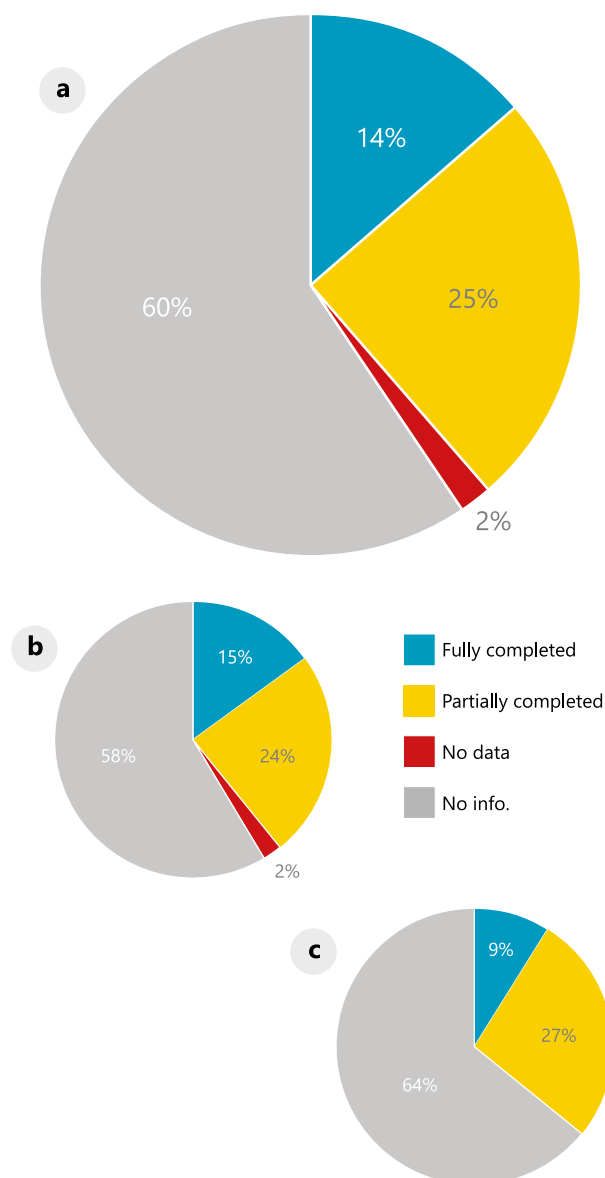 a
14%
25%
60%
2%
b
15%
24%
58%
2%
Fully completed
Partially completed
No data
No info.
c
9%
27%
64%